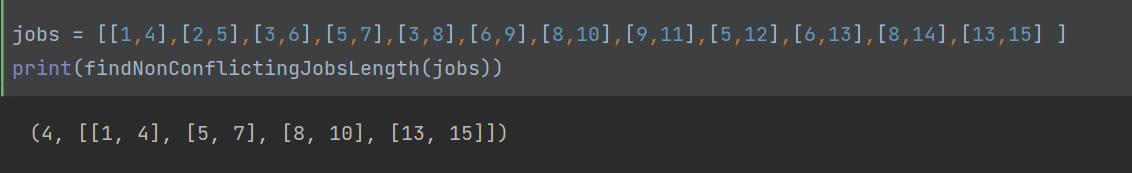 jobs = [[1,4],[2,5],[3,6],[5,7],[3,8],[6,9],[8,10],[9,11],[5,12],[6,13],[8,14],[13,15] ]
print(findNonConflictingJobsLength(jobs))
(4, [[1, 4], [5, 7], [8, 10], [13, 15]])